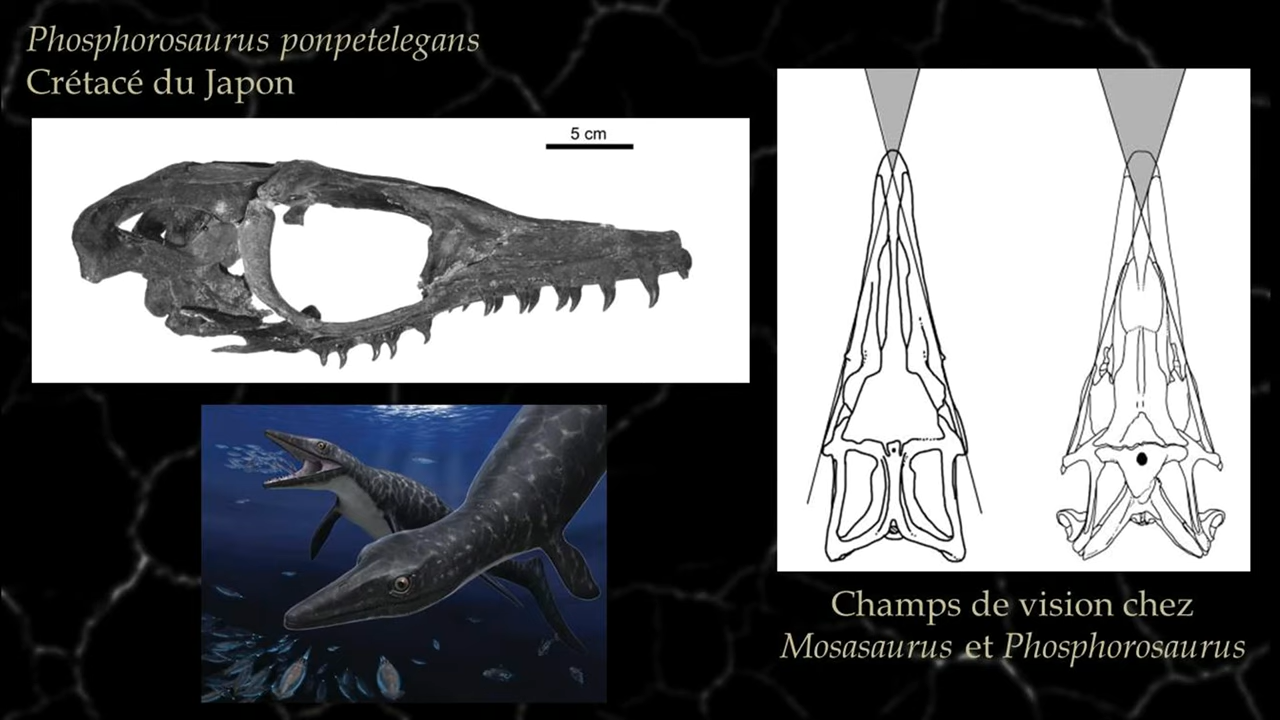 Phosphorosaurus ponpetelegans
Crétacé du Japon
5 cm
Champs de vision chez
Mosasaurus et Phosphorosaurus